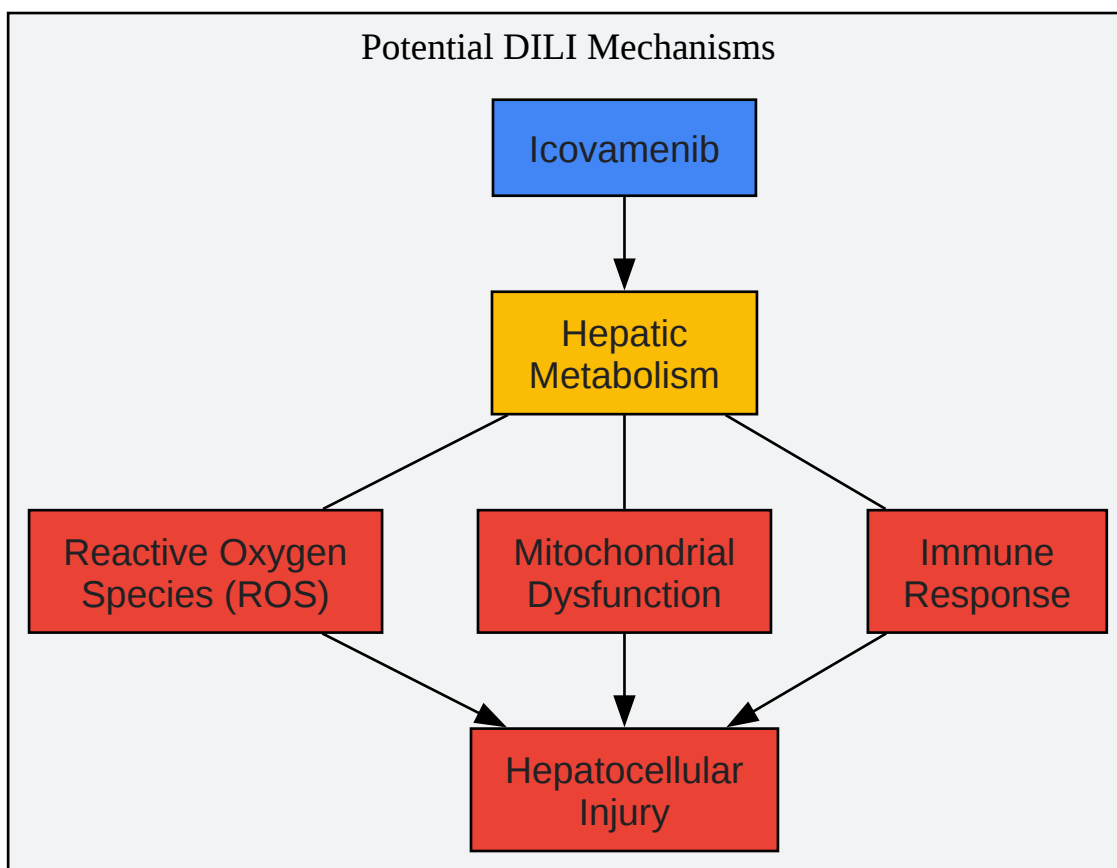 Potential DILI Mechanisms
Icovamenib
Hepatic
Metabolism
Reactive Oxygen
Species (ROS)
Mitochondrial
Dysfunction
Immune
Response
Hepatocellular
Injury